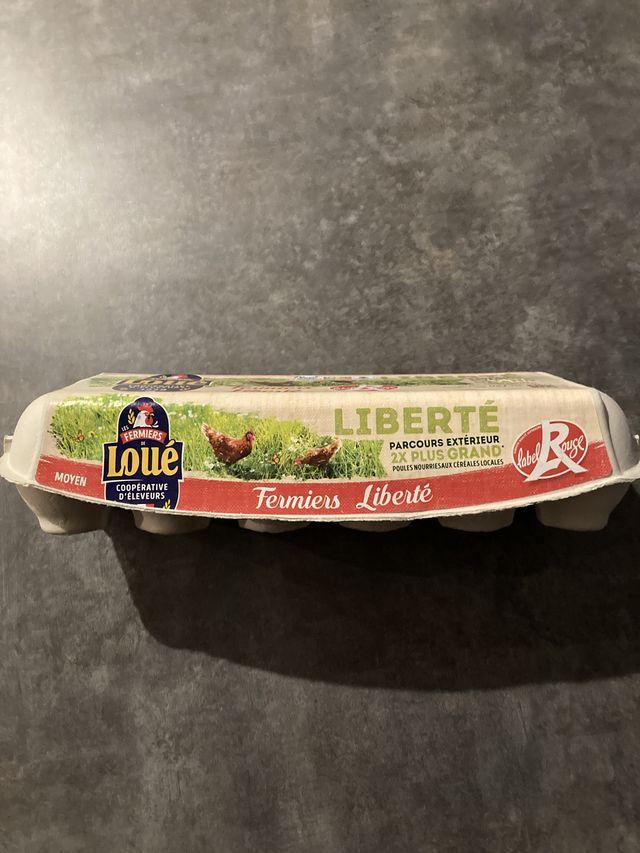 LES
FERMIERS
DE
Loué
COOPÉRATIVE
D'ÉLEVEURS
MOYEN
LIBERTÉ
PARCOURS EXTÉRIEUR
2X PLUS GRAND*
POULES NOURRIES AUX CÉRÉALES LOCALES
Label Rouge
Fermiers Liberté